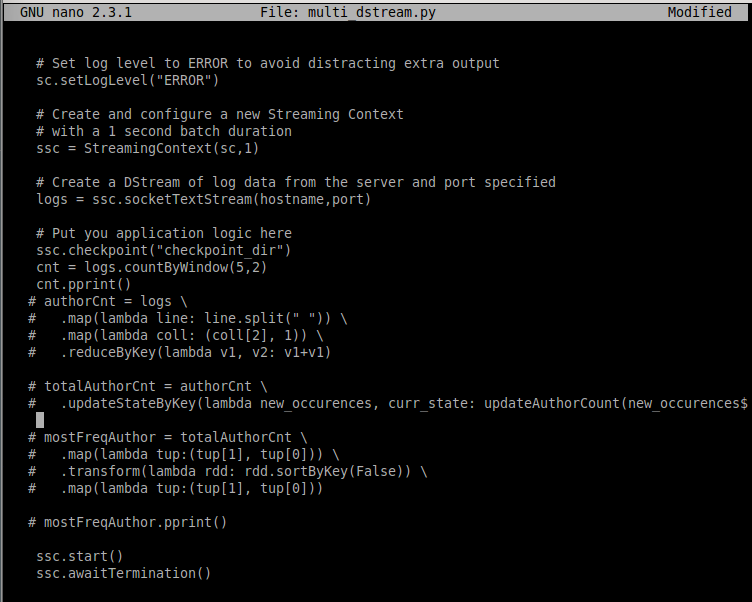 GNU nano 2.3.1 File: multi_dstream.py Modified
# Set log level to ERROR to avoid distracting extra output
sc.setLogLevel("ERROR")
# Create and configure a new Streaming Context
# with a 1 second batch duration
ssc = StreamingContext(sc,1)
# Create a DStream of log data from the server and port specified
logs = ssc.socketTextStream(hostname,port)
# Put you application logic here
ssc.checkpoint("checkpoint_dir")
cnt = logs.countByWindow(5,2)
cnt.pprint()
# authorCnt = logs \
#   .map(lambda line: line.split(" ")) \
#   .map(lambda coll: (coll[2], 1)) \
#   .reduceByKey(lambda v1, v2: v1+v1)
# totalAuthorCnt = authorCnt \
#   .updateStateByKey(lambda new_occurences, curr_state: updateAuthorCount(new_occurences$
# mostFreqAuthor = totalAuthorCnt \
#   .map(lambda tup:(tup[1], tup[0])) \
#   .transform(lambda rdd: rdd.sortByKey(False)) \
#   .map(lambda tup:(tup[1], tup[0]))
# mostFreqAuthor.pprint()
ssc.start()
ssc.awaitTermination()